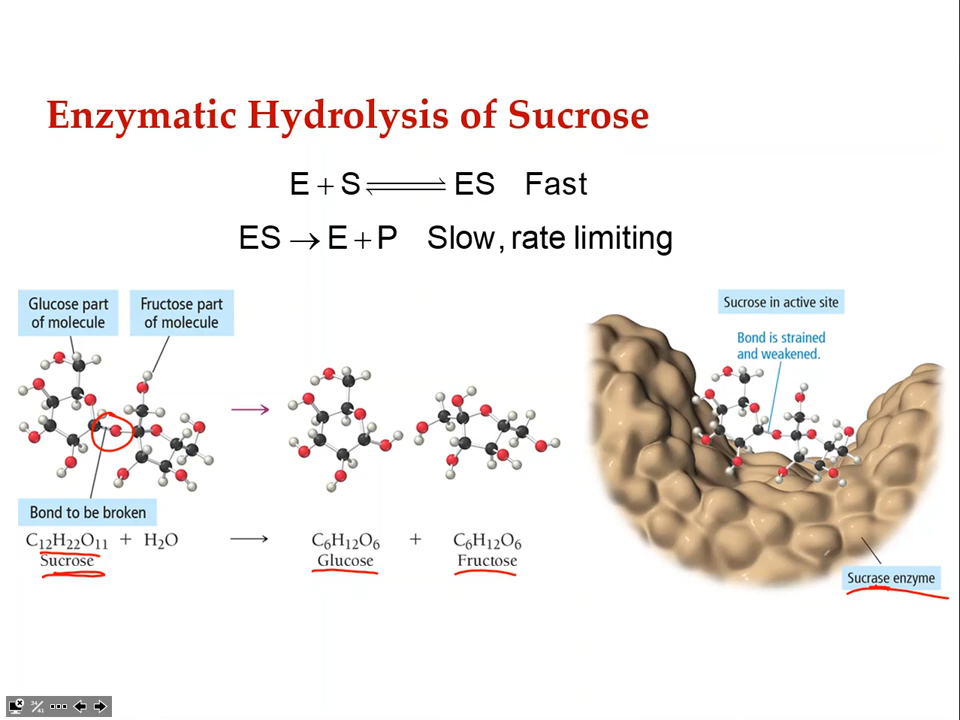 Enzymatic Hydrolysis of Sucrose
E + S ⇌ ES Fast
ES → E + P Slow, rate limiting
Glucose part
of molecule
Fructose part
of molecule
Bond to be broken
C₁₂H₂₂O₁₁ + H₂O ⟶ C₆H₁₂O₆ + C₆H₁₂O₆
Sucrose Glucose Fructose
Sucrose in active site
Bond is strained
and weakened.
Sucrase enzyme